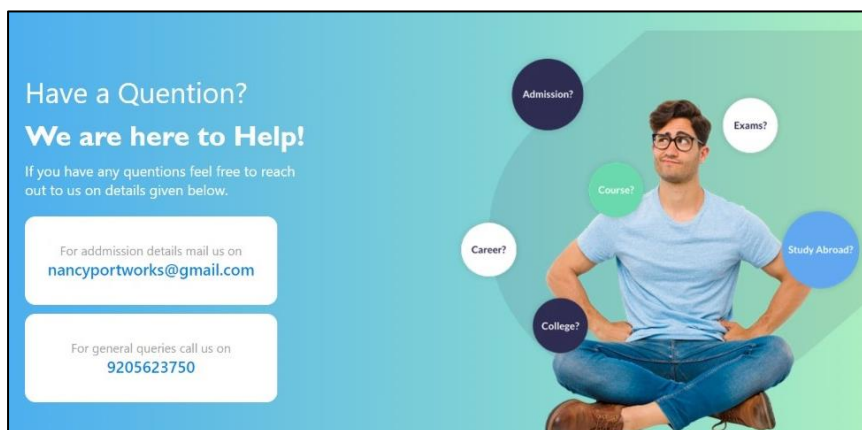 Have a Quention?
We are here to Help!
If you have any quentions feel free to reach
out to us on details given below.
For addmission details mail us on
nancyportworks@gmail.com
For general queries call us on
9205623750
Admission?
Exams?
Course?
Career?
Study Abroad?
College?